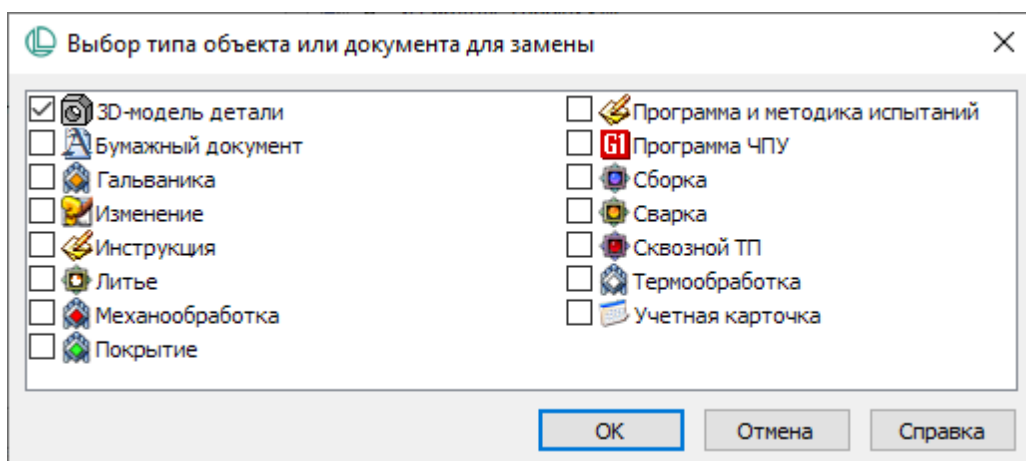 Выбор типа объекта или документа для замены
3D-модель детали
Бумажный документ
Гальваника
Изменение
Инструкция
Литье
Механообработка
Покрытие
Программа и методика испытаний
G1 Программа ЧПУ
Сборка
Сварка
Сквозной ТП
Термообработка
Учетная карточка
OK
Отмена
Справка